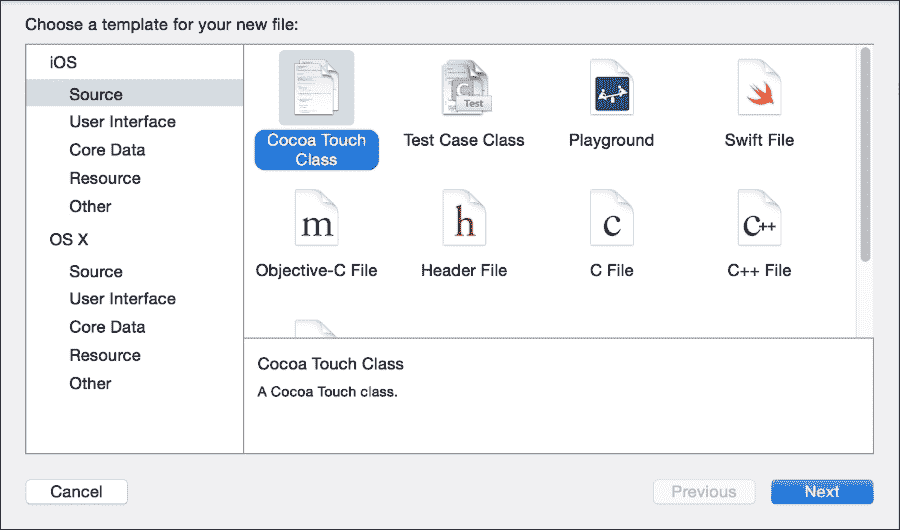 Choose a template for your new file:
iOS
Source
User Interface
Core Data
Resource
Other
OS X
Source
User Interface
Core Data
Resource
Other
Cocoa Touch
Class
Test
Test Case Class
Playground
Swift File
m
Objective-C File
h
Header File
c
C File
C++
C++ File
Cocoa Touch Class
A Cocoa Touch class.
Cancel
Previous
Next